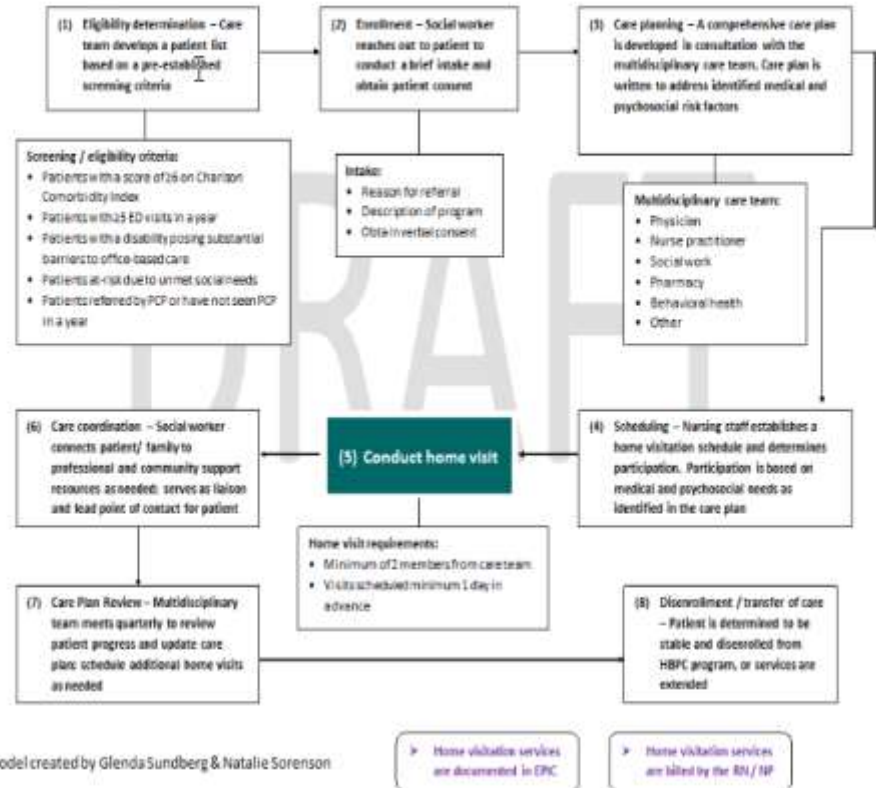 (1) Eligibility determination – Care
team develops a patient list
based on a pre-established
screening criteria
(2) Enrollment – Social worker
reaches out to patient to
conduct a brief intake and
obtain patient consent
(3) Care planning – A comprehensive care plan
is developed in consultation with the
multidisciplinary care team. Care plan is
written to address identified medical and
psychosocial risk factors
Screening / eligibility criteria:
• Patients with a score of ≥6 on Charlson
Comorbidity Index
• Patients with ≥5 ED visits in a year
• Patients with a disability posing substantial
barriers to office-based care
• Patients at-risk due to unmet social needs
• Patients referred by PCP or have not seen PCP
in a year
Intake:
• Reason for referral
• Description of program
• Obtain verbal consent
Multidisciplinary care team:
• Physician
• Nurse practitioner
• Social work
• Pharmacy
• Behavioral health
• Other
DRAFT
(6) Care coordination – Social worker
connects patient/ family to
professional and community support
resources as needed; serves as liaison
and lead point of contact for patient
(5) Conduct home visit
(4) Scheduling – Nursing staff establishes a
home visitation schedule and determines
participation. Participation is based on
medical and psychosocial needs as
identified in the care plan
Home visit requirements:
• Minimum of 2 members from care team
• Visits scheduled minimum 1 day in
advance
(7) Care Plan Review – Multidisciplinary
team meets quarterly to review
patient progress and update care
plan; schedule additional home visits
as needed
(8) Disenrollment / transfer of care
– Patient is determined to be
stable and disenrolled from
HBPC program, or services are
extended
odel created by Glenda Sundberg & Natalie Sorenson
➢ Home visitation services
are documented in EPIC
➢ Home visitation services
are billed by the RN / NP